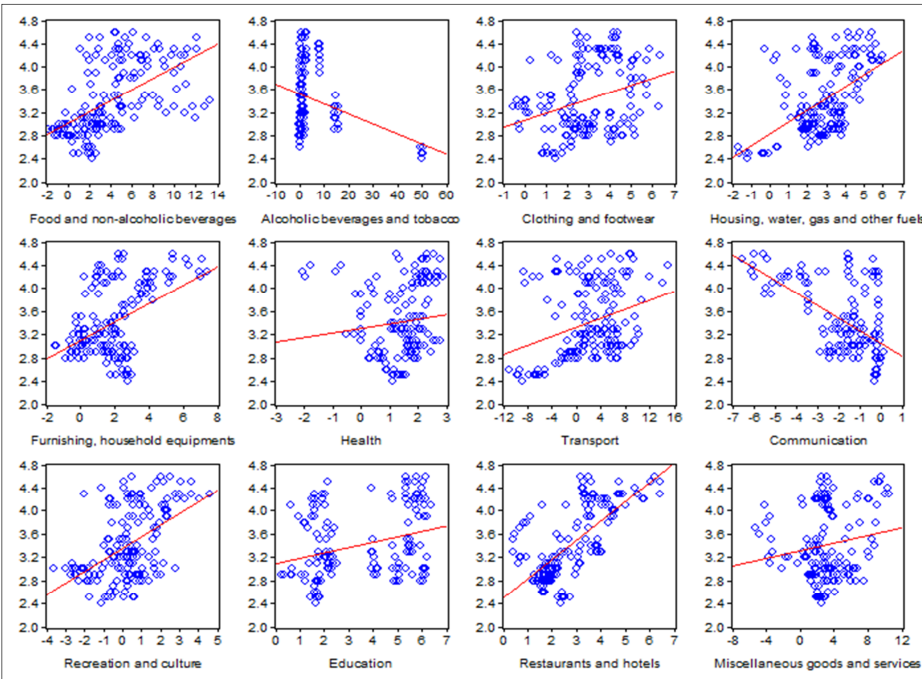 4.8 4.4 4.0 3.6 3.2 2.8 2.4 2.0
-2 0 2 4 6 8 10 12 14
Food and non-alcoholic beverages
4.8 4.4 4.0 3.6 3.2 2.8 2.4 2.0
-10 0 10 20 30 40 50 60
Alcoholic beverages and tobacco
4.8 4.4 4.0 3.6 3.2 2.8 2.4 2.0
-1 0 1 2 3 4 5 6 7
Clothing and footwear
4.8 4.4 4.0 3.6 3.2 2.8 2.4 2.0
-2 -1 0 1 2 3 4 5 6 7
Housing, water, gas and other fuels
4.8 4.4 4.0 3.6 3.2 2.8 2.4 2.0
-2 0 2 4 6 8
Furnishing, household equipments
4.8 4.4 4.0 3.6 3.2 2.8 2.4 2.0
-3 -2 -1 0 1 2 3
Health
4.8 4.4 4.0 3.6 3.2 2.8 2.4 2.0
-12 -8 -4 0 4 8 12 16
Transport
4.8 4.4 4.0 3.6 3.2 2.8 2.4 2.0
-7 -6 -5 -4 -3 -2 -1 0 1
Communication
4.8 4.4 4.0 3.6 3.2 2.8 2.4 2.0
-4 -3 -2 -1 0 1 2 3 4 5
Recreation and culture
4.8 4.4 4.0 3.6 3.2 2.8 2.4 2.0
0 1 2 3 4 5 6 7
Education
4.8 4.4 4.0 3.6 3.2 2.8 2.4 2.0
0 1 2 3 4 5 6 7
Restaurants and hotels
4.8 4.4 4.0 3.6 3.2 2.8 2.4 2.0
-8 -4 0 4 8 12
Miscellaneous goods and services